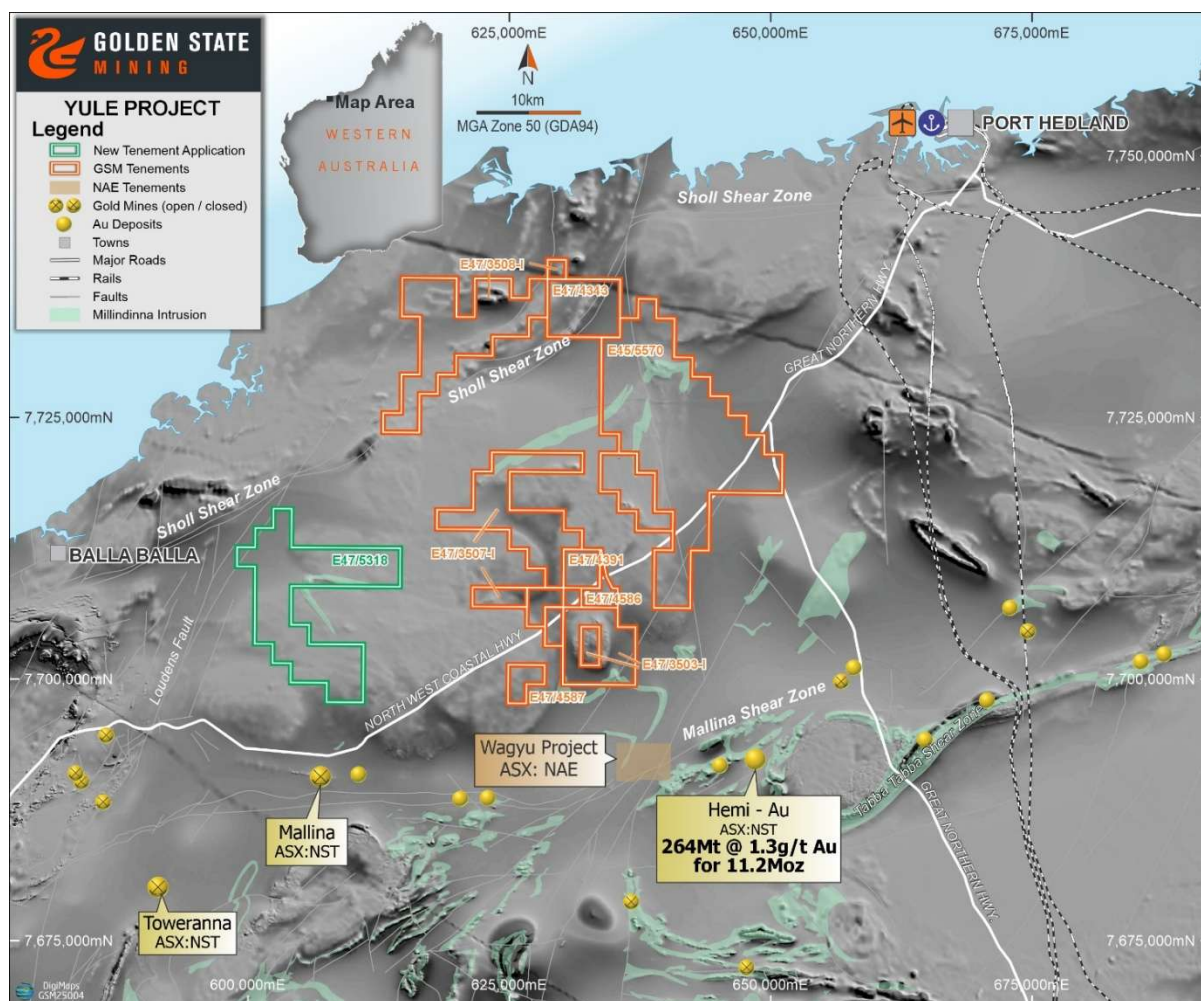 GOLDEN STATE
MINING
YULE PROJECT
Legend
New Tenement Application
GSM Tenements
NAE Tenements
Gold Mines (open / closed)
Au Deposits
Towns
Major Roads
Rails
Faults
Millindinna Intrusion
Map Area
WESTERN
AUSTRALIA
625,000mE
650,000mE
675,000mE
N
10km
MGA Zone 50 (GDA94)
PORT HEDLAND
7,750,000mN
Sholl Shear Zone
E47/3508-I
E47/4343
E45/5570
GREAT NORTHERN HWY
Sholl Shear Zone
7,725,000mN
7,725,000mN
Sholl Shear Zone
BALLA BALLA
E47/5318
E47/3507-I
E47/4391
E47/4586
E47/3503-I
E47/4587
Loudens Fault
NORTH WEST COASTAL HWY
7,700,000mN
7,700,000mN
Mallina Shear Zone
Tabba Tabba Shear Zone
Wagyu Project
ASX: NAE
Hemi - Au
ASX:NST
264Mt @ 1.3g/t Au
for 11.2Moz
GREAT NORTHERN HWY
Mallina
ASX:NST
Toweranna
ASX:NST
7,675,000mN
7,675,000mN
600,000mE
625,000mE
650,000mE
675,000mE
DigiMaps
GSM25004